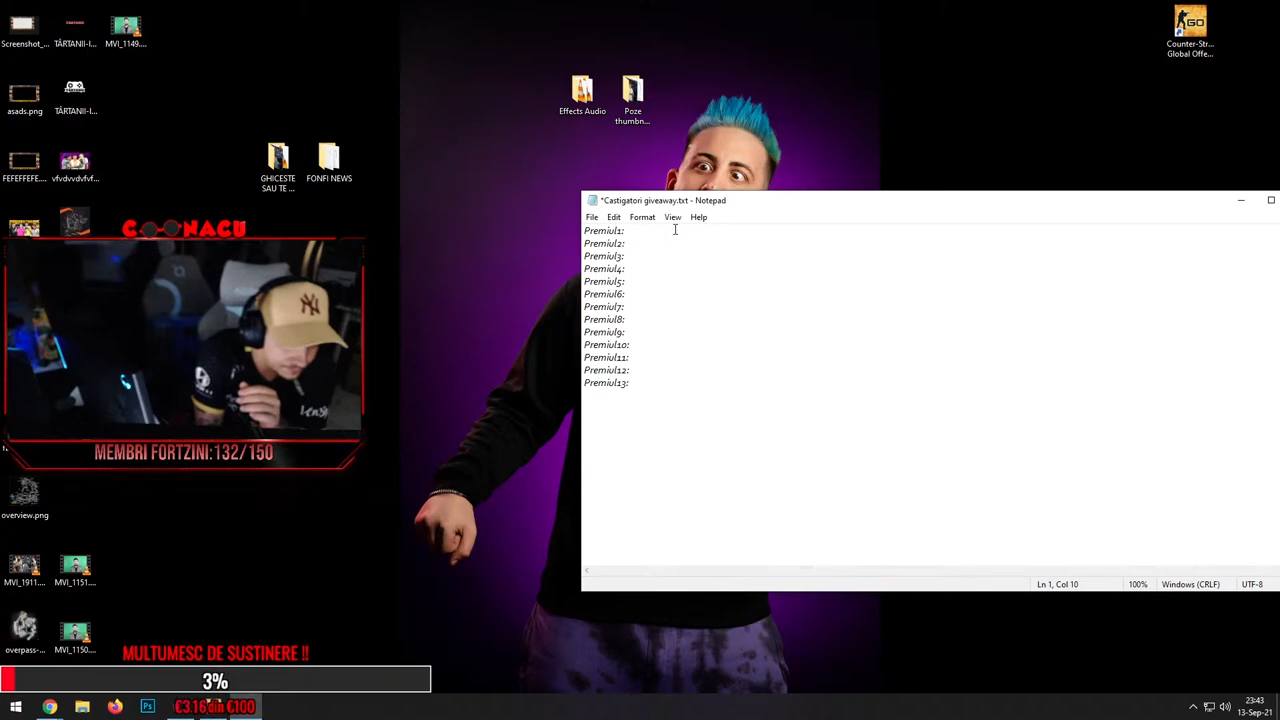 Screenshot_...
TÂRTANII-I...
MVI_1149....
Counter-Str...
Global Offe...
asads.png
TÂRTANII-I...
Effects Audio
Poze
thumbn...
FEFEFFEFE...
vfvdvvdvfvf...
GHICESTE
SAU TE ...
FONFI NEWS
*Castigatori giveaway.txt - Notepad
File Edit Format View Help
Premiul1:
Premiul2:
Premiul3:
Premiul4:
Premiul5:
Premiul6:
Premiul7:
Premiul8:
Premiul9:
Premiul10:
Premiul11:
Premiul12:
Premiul13:
MEMBRI FORTZINI:132/150
overview.png
MVI_1911....
MVI_1151....
Ln 1, Col 10
100%
Windows (CRLF)
UTF-8
overpass-...
MVI_1150....
MULTUMESC DE SUSTINERE !!
3%
€3.16 din €100
23:43
13-Sep-21